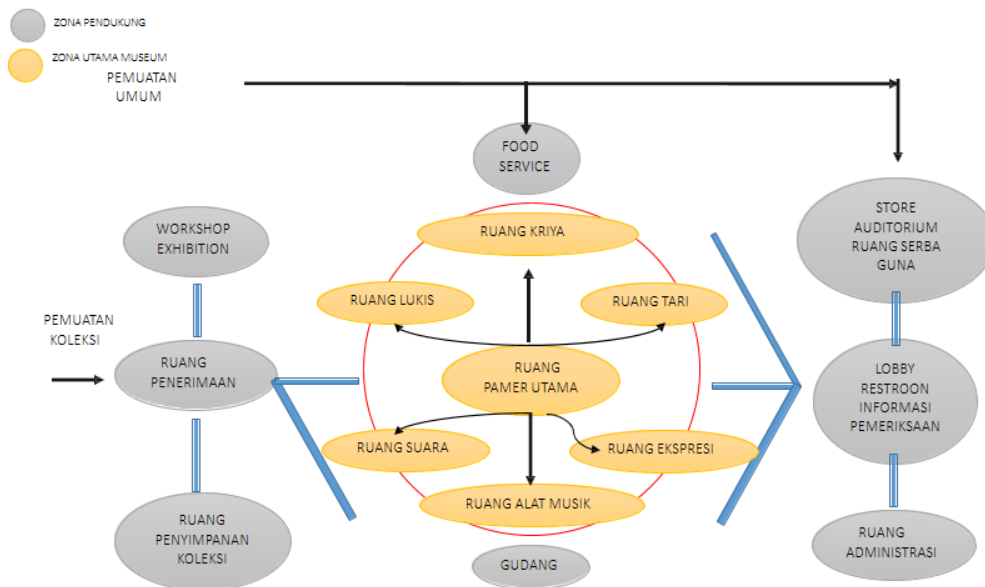 ZONA PENDUKUNG
ZONA UTAMA MUSEUM
PEMUATAN
UMUM
FOOD
SERVICE
WORKSHOP
EXHIBITION
RUANG KRIYA
STORE
AUDITORIUM
RUANG SERBA
GUNA
RUANG LUKIS
RUANG TARI
PEMUATAN
KOLEKSI
RUANG
PENERIMAAN
RUANG
PAMER UTAMA
LOBBY
RESTROON
INFORMASI
PEMERIKSAAN
RUANG SUARA
RUANG EKSPRESI
RUANG ALAT MUSIK
RUANG
PENYIMPANAN
KOLEKSI
GUDANG
RUANG
ADMINISTRASI